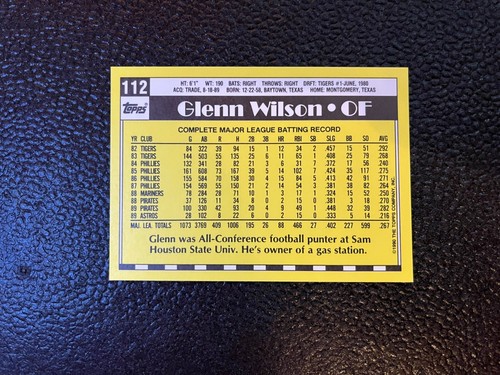 112
HT: 6'1" WT: 190 BATS: RIGHT THROWS: RIGHT DRFT: TIGERS #1-JUNE, 1980
ACQ: TRADE, 8-18-89 BORN: 12-22-58, BAYTOWN, TEXAS HOME: MONTGOMERY, TEXAS
TOPPS
Glenn Wilson • OF
COMPLETE MAJOR LEAGUE BATTING RECORD
YR CLUB G AB R H 2B 3B HR RBI SB SLG BB SO AVG
82 TIGERS 84 322 39 94 15 1 12 34 2 .457 15 51 .292
83 TIGERS 144 503 55 135 25 6 11 65 1 .408 25 79 .268
84 PHILLIES 132 341 28 82 21 3 6 31 7 .372 17 56 .240
85 PHILLIES 161 608 73 167 39 5 14 102 7 .424 35 117 .275
86 PHILLIES 155 584 70 158 30 4 15 84 5 .413 42 91 .271
87 PHILLIES 154 569 55 150 21 2 14 54 3 .381 38 82 .264
88 MARINERS 78 284 28 71 10 1 3 17 1 .324 15 52 .250
88 PIRATES 37 126 11 34 8 0 2 15 0 .381 3 18 .270
89 PIRATES 100 330 42 93 20 4 9 49 1 .448 32 39 .282
89 ASTROS 28 102 8 22 6 0 2 15 0 .333 5 14 .216
MAJ. LEA. TOTALS 1073 3769 409 1006 195 26 88 466 27 .402 227 599 .267
Glenn was All-Conference football punter at Sam
Houston State Univ. He's owner of a gas station.
©1990 THE TOPPS COMPANY, INC.